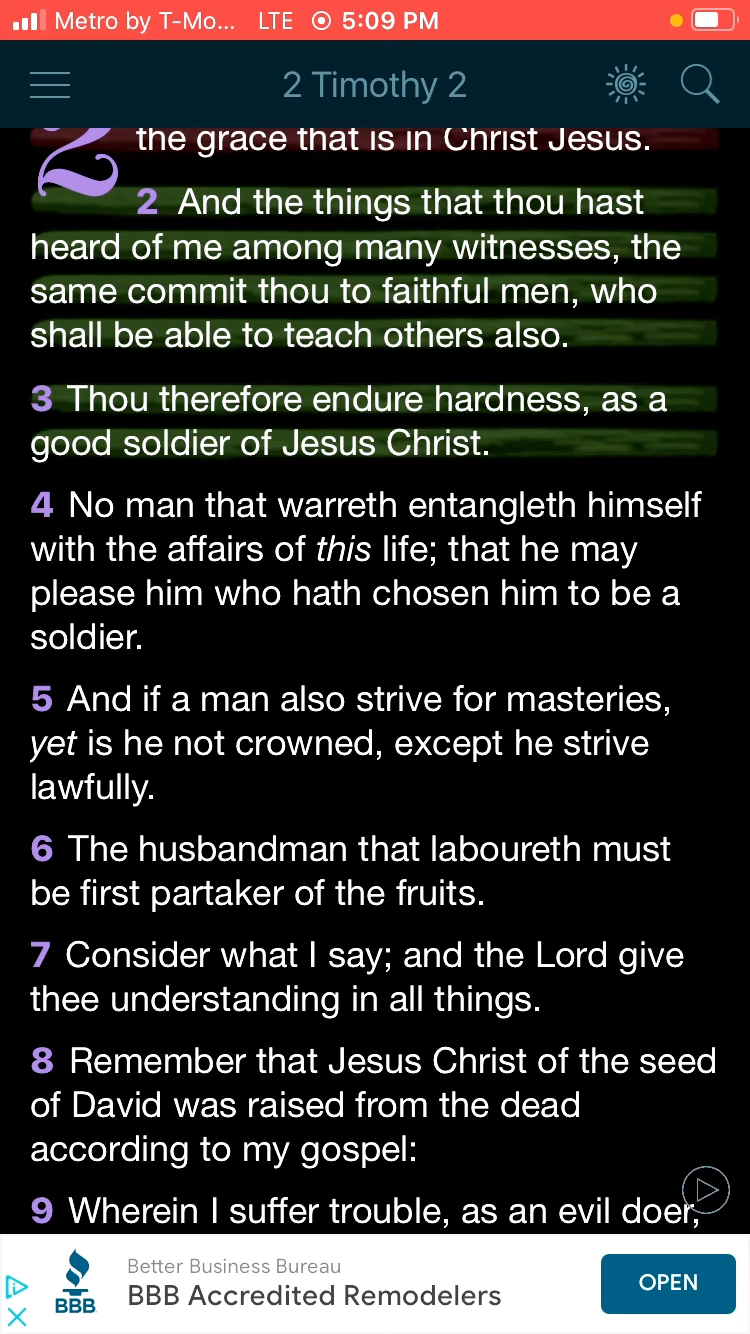 Metro by T-Mo... LTE 5:09 PM
2 Timothy 2
2 the grace that is in Christ Jesus.
2 And the things that thou hast
heard of me among many witnesses, the
same commit thou to faithful men, who
shall be able to teach others also.
3 Thou therefore endure hardness, as a
good soldier of Jesus Christ.
4 No man that warreth entangleth himself
with the affairs of this life; that he may
please him who hath chosen him to be a
soldier.
5 And if a man also strive for masteries,
yet is he not crowned, except he strive
lawfully.
6 The husbandman that laboureth must
be first partaker of the fruits.
7 Consider what I say; and the Lord give
thee understanding in all things.
8 Remember that Jesus Christ of the seed
of David was raised from the dead
according to my gospel:
9 Wherein I suffer trouble, as an evil doer,
Better Business Bureau
BBB Accredited Remodelers
BBB
OPEN